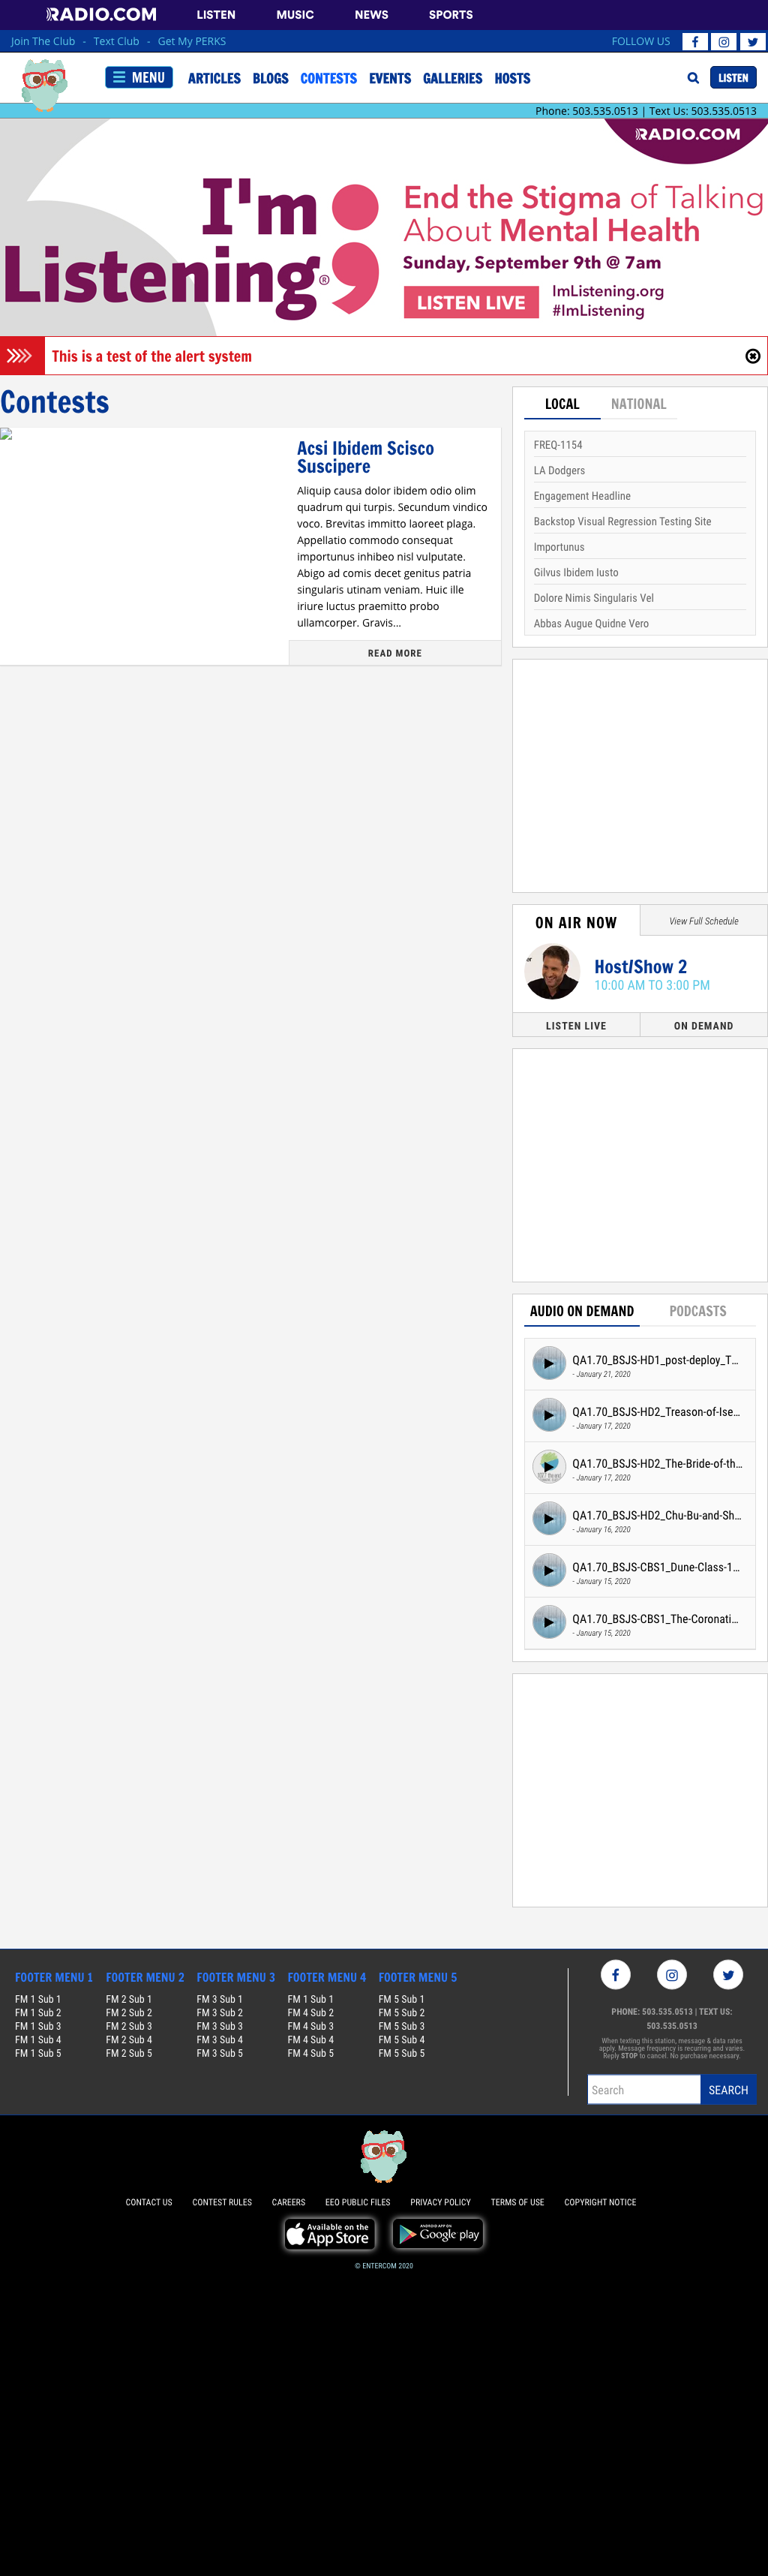 RADIO.COM LISTEN MUSIC NEWS SPORTS
Join The Club - Text Club - Get My PERKS FOLLOW US
MENU ARTICLES BLOGS CONTESTS EVENTS GALLERIES HOSTS LISTEN
Phone: 503.535.0513 | Text Us: 503.535.0513
RADIO.COM
I'm
Listening®
End the Stigma of Talking
About Mental Health
Sunday, September 9th @ 7am
LISTEN LIVE
ImListening.org
#ImListening
This is a test of the alert system
Contests
Acsi Ibidem Scisco
Suscipere
Aliquip causa dolor ibidem odio olim
quadrum qui turpis. Secundum vindico
voco. Brevitas immitto laoreet plaga.
Appellatio commodo consequat
importunus inhibeo nisl vulputate.
Abigo ad comis decet genitus patria
singularis utinam veniam. Huic ille
iriure luctus praemitto probo
ullamcorper. Gravis...
READ MORE
LOCAL NATIONAL
FREQ-1154
LA Dodgers
Engagement Headline
Backstop Visual Regression Testing Site
Importunus
Gilvus Ibidem Iusto
Dolore Nimis Singularis Vel
Abbas Augue Quidne Vero
ON AIR NOW View Full Schedule
er
Host/Show 2
10:00 AM TO 3:00 PM
LISTEN LIVE ON DEMAND
AUDIO ON DEMAND PODCASTS
QA1.70_BSJS-HD1_post-deploy_T...
- January 21, 2020
QA1.70_BSJS-HD2_Treason-of-Ise...
- January 17, 2020
QA1.70_BSJS-HD2_The-Bride-of-th...
- January 17, 2020
QA1.70_BSJS-HD2_Chu-Bu-and-Sh...
- January 16, 2020
QA1.70_BSJS-CBS1_Dune-Class-1...
- January 15, 2020
QA1.70_BSJS-CBS1_The-Coronati...
- January 15, 2020
FOOTER MENU 1 FOOTER MENU 2 FOOTER MENU 3 FOOTER MENU 4 FOOTER MENU 5
FM 1 Sub 1 FM 2 Sub 1 FM 3 Sub 1 FM 1 Sub 1 FM 5 Sub 1
FM 1 Sub 2 FM 2 Sub 2 FM 3 Sub 2 FM 4 Sub 2 FM 5 Sub 2
FM 1 Sub 3 FM 2 Sub 3 FM 3 Sub 3 FM 4 Sub 3 FM 5 Sub 3
FM 1 Sub 4 FM 2 Sub 4 FM 3 Sub 4 FM 4 Sub 4 FM 5 Sub 4
FM 1 Sub 5 FM 2 Sub 5 FM 3 Sub 5 FM 4 Sub 5 FM 5 Sub 5
PHONE: 503.535.0513 | TEXT US:
503.535.0513
When texting this station, message & data rates
apply. Message frequency is recurring and varies.
Reply STOP to cancel. No purchase necessary.
Search SEARCH
CONTACT US CONTEST RULES CAREERS EEO PUBLIC FILES PRIVACY POLICY TERMS OF USE COPYRIGHT NOTICE
Available on the
App Store
ANDROID APP ON
Google play
© ENTERCOM 2020